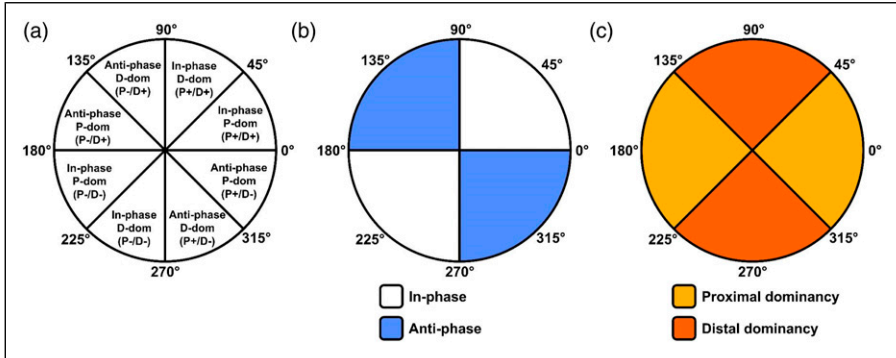 (a)
90°
135°
45°
Anti-phase
D-dom
(P-/D+)
In-phase
D-dom
(P+/D+)
Anti-phase
P-dom
(P-/D+)
In-phase
P-dom
(P+/D+)
180°
0°
In-phase
P-dom
(P-/D-)
Anti-phase
P-dom
(P+/D-)
In-phase
D-dom
(P-/D-)
Anti-phase
D-dom
(P+/D-)
225°
315°
270°
(b)
90°
135°
45°
180°
0°
225°
315°
270°
In-phase
Anti-phase
(c)
90°
135°
45°
180°
0°
225°
315°
270°
Proximal dominancy
Distal dominancy